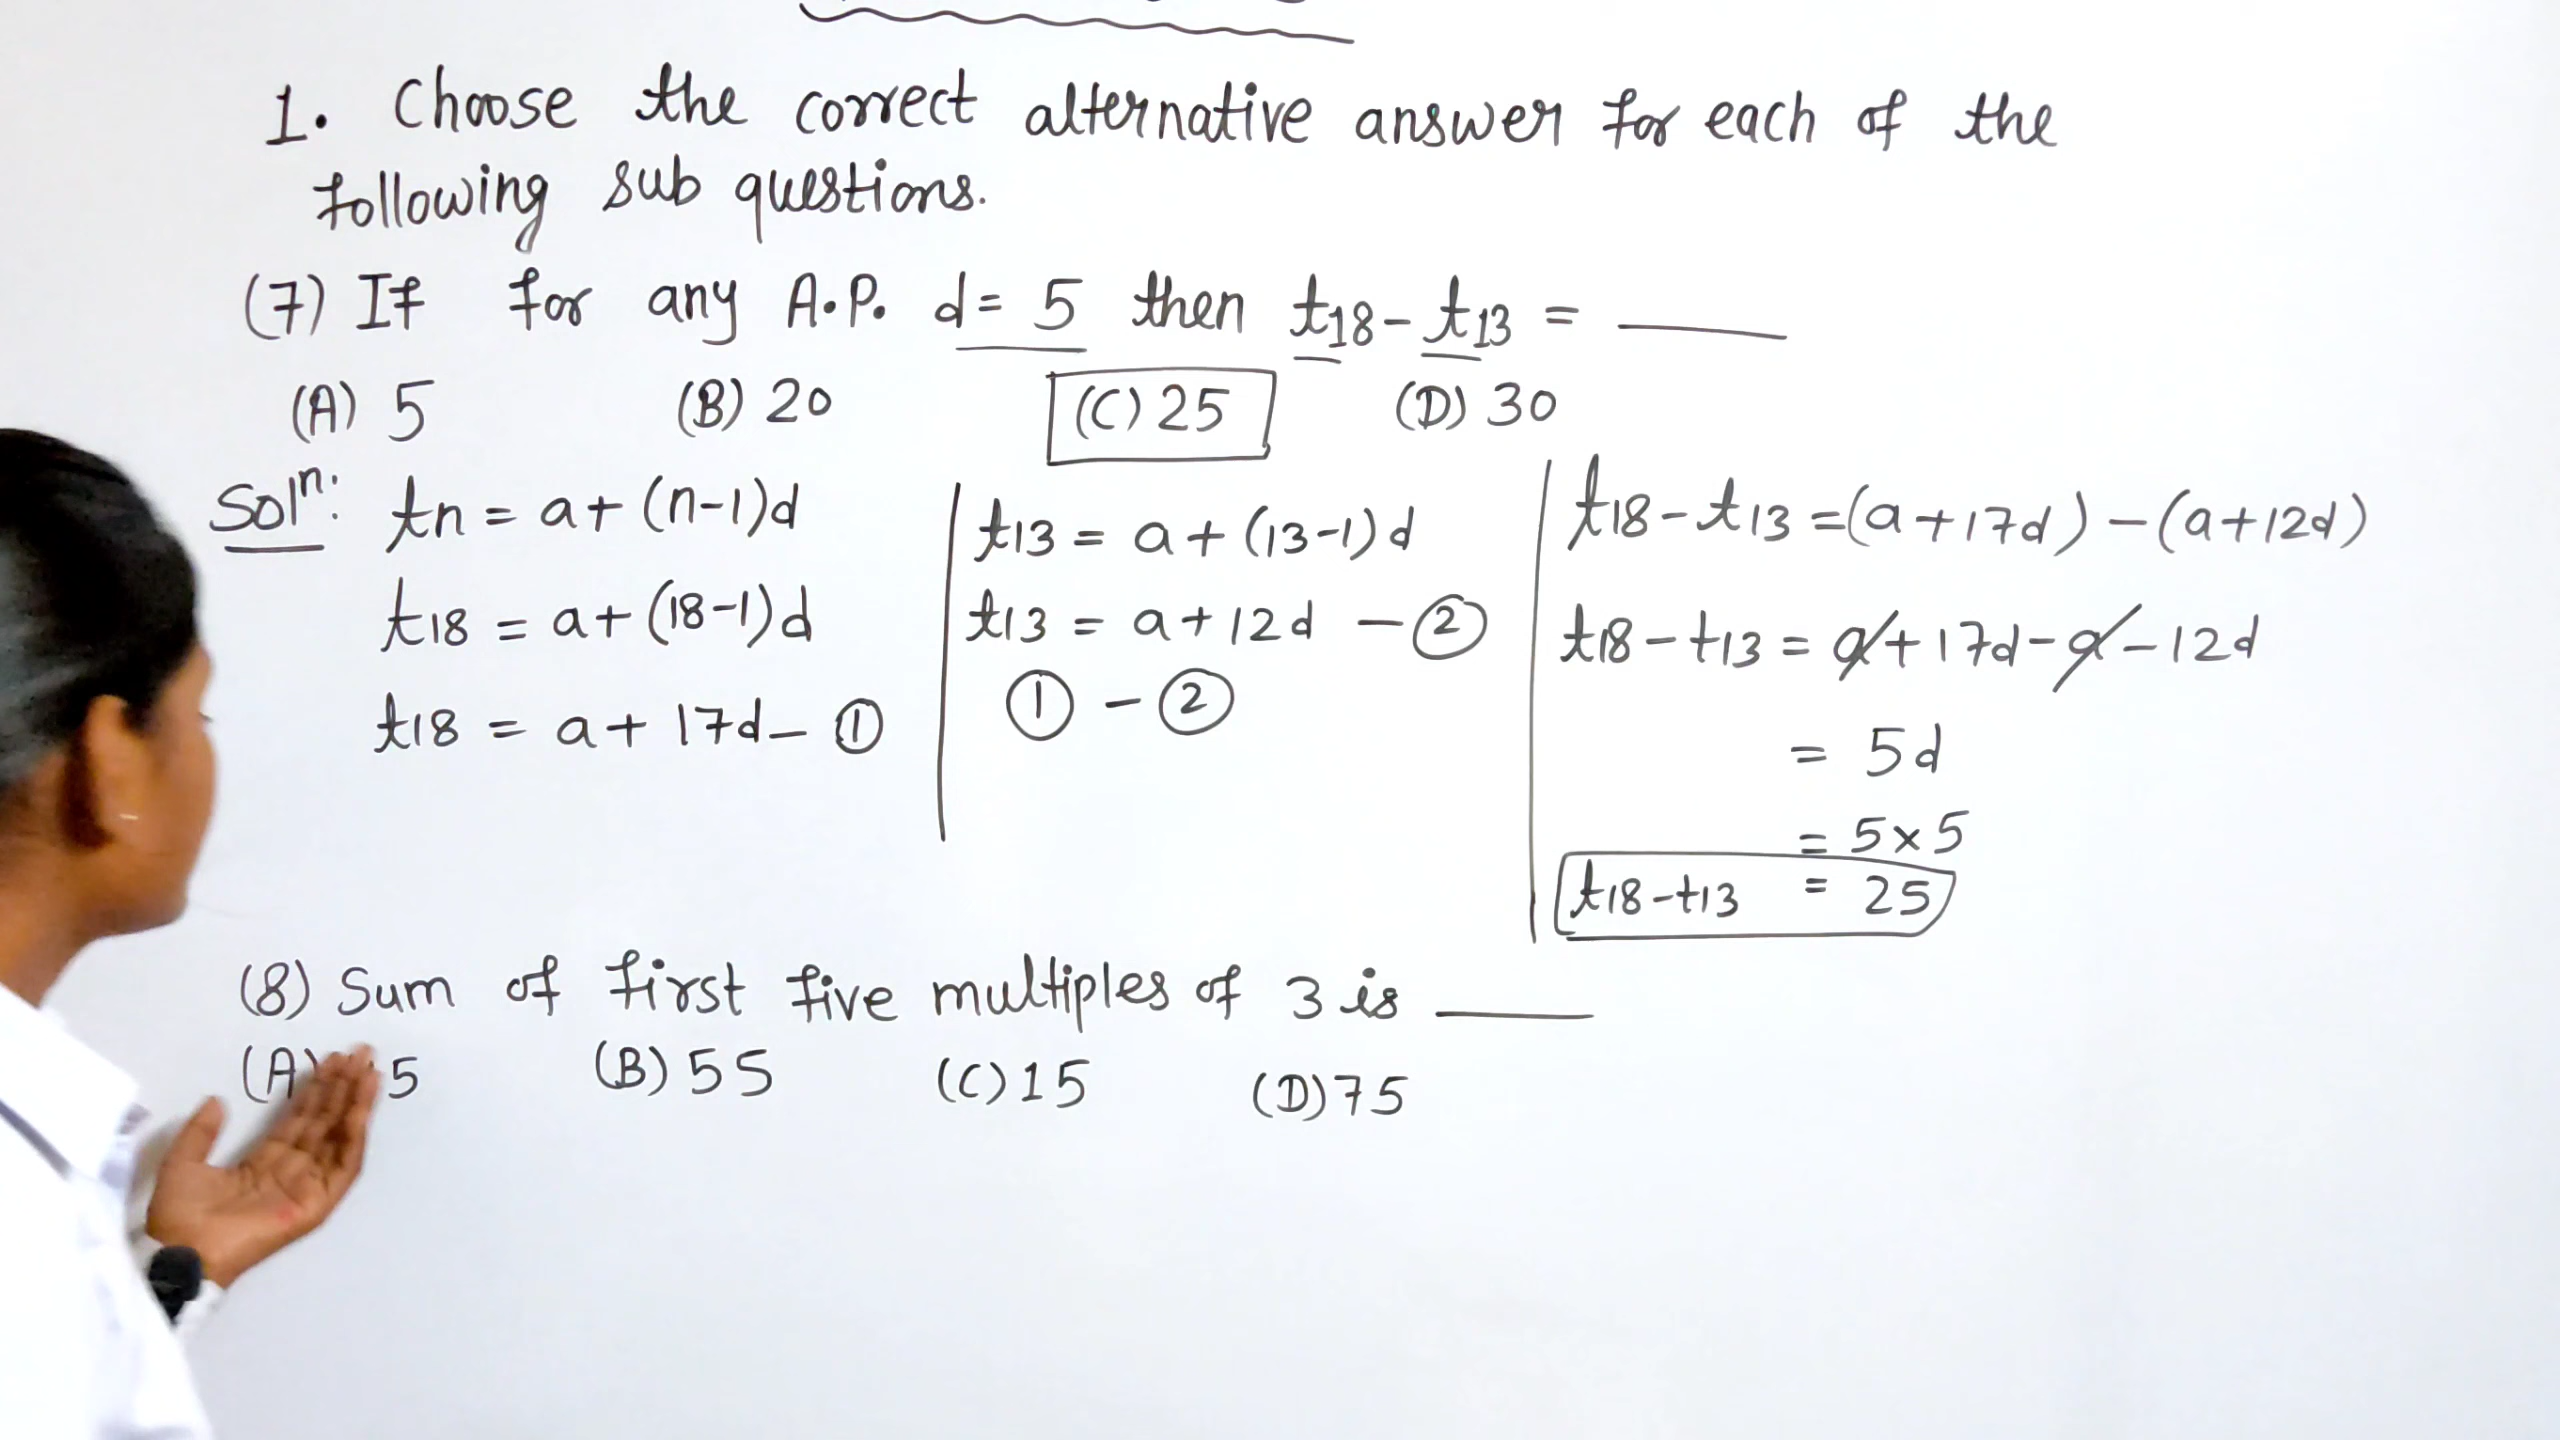 1. Choose the correct alternative answer for each of the
following sub questions.
(7) If for any A.P. d = 5 then t18 - t13 = ____
(A) 5 (B) 20 (C) 25 (D) 30
Solⁿ: tn = a + (n-1)d
t18 = a + (18-1)d
t18 = a + 17d - ①
t13 = a + (13-1)d
t13 = a + 12d - ②
① - ②
t18 - t13 = (a + 17d) - (a + 12d)
t18 - t13 = a + 17d - a - 12d
= 5d
= 5 × 5
t18 - t13 = 25
(8) Sum of first five multiples of 3 is ____
(A) 5 (B) 55 (C) 15 (D) 75